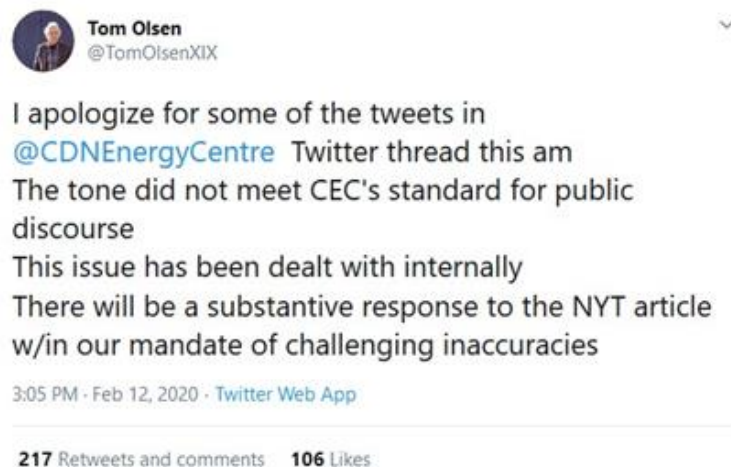 Tom Olsen
@TomOlsenXIX
I apologize for some of the tweets in
@CDNEnergyCentre Twitter thread this am
The tone did not meet CEC's standard for public
discourse
This issue has been dealt with internally
There will be a substantive response to the NYT article
w/in our mandate of challenging inaccuracies
3:05 PM · Feb 12, 2020 · Twitter Web App
217 Retweets and comments 106 Likes